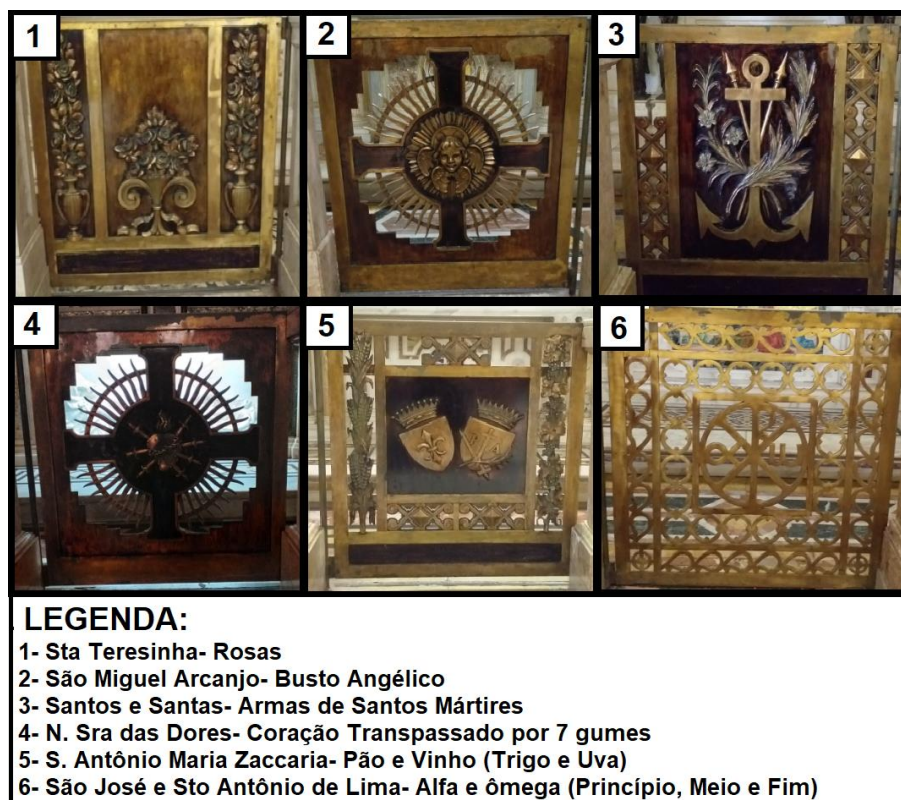 1
2
3
4
5
6
LEGENDA:
1- Sta Teresinha- Rosas
2- São Miguel Arcanjo- Busto Angélico
3- Santos e Santas- Armas de Santos Mártires
4- N. Sra das Dores- Coração Transpassado por 7 gumes
5- S. Antônio Maria Zaccaria- Pão e Vinho (Trigo e Uva)
6- São José e Sto Antônio de Lima- Alfa e ômega (Princípio, Meio e Fim)